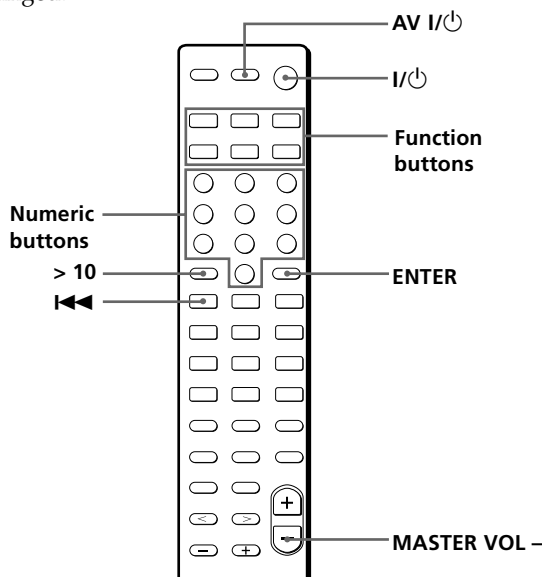 AV I/⏻
I/⏻
Function
buttons
Numeric
buttons
> 10
ENTER
⏮
< >
+
– +
–
MASTER VOL –